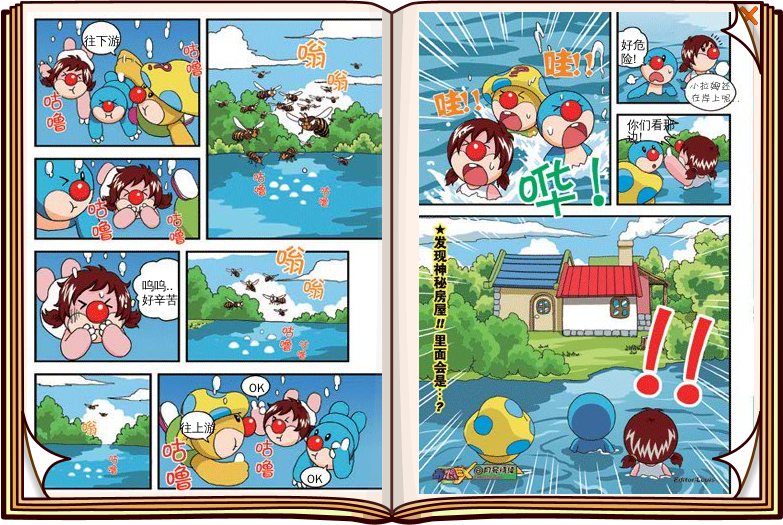 往下游
咕
噜
咕
噜
嗡
嗡
咕
噜
咕
噜
咕
噜
咕
噜
呜呜..
好辛苦
嗡
嗡
咕
噜
咕
噜
嗡
咕
噜
OK
往上游
咕
噜
咕
噜
OK
哇!!
哇!!
哗!
好危
险!
小拉姆还
在岸上呢..
你们看那
边!
★发现神秘房屋!!里面会是…?
!!
Editor Louis